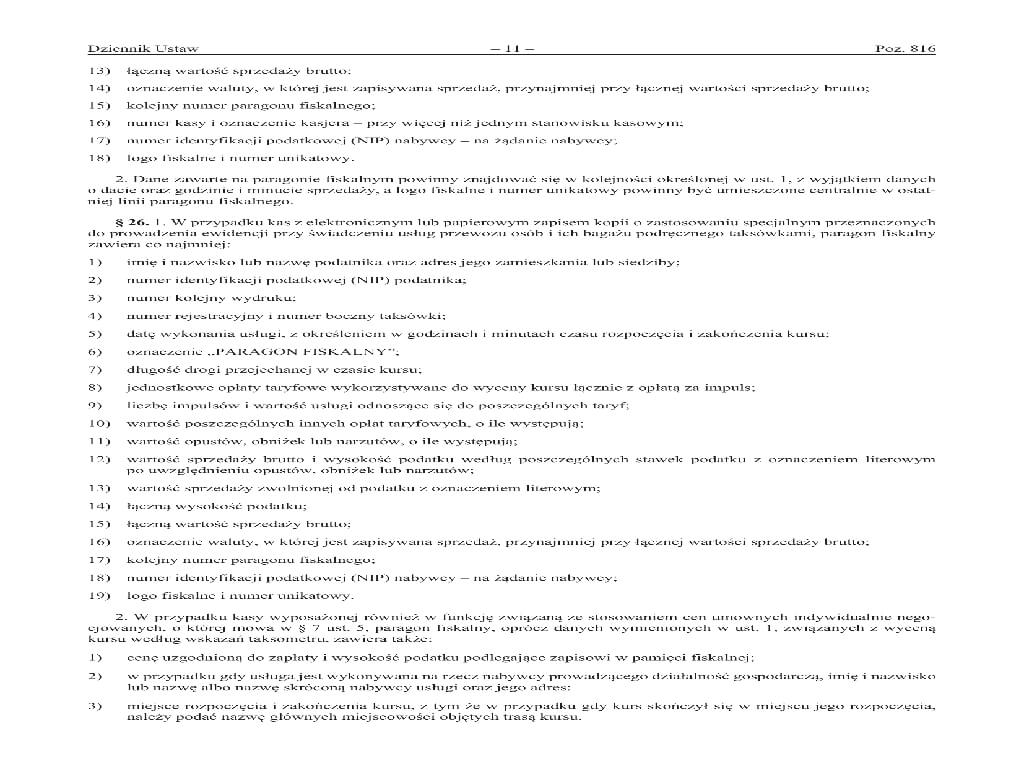 Dziennik Ustaw – 11 – Poz. 816
13) łączną wartość sprzedaży brutto;
14) oznaczenie waluty, w której jest zapisywana sprzedaż, przynajmniej przy łącznej wartości sprzedaży brutto;
15) kolejny numer paragonu fiskalnego;
16) numer kasy i oznaczenie kasjera – przy więcej niż jednym stanowisku kasowym;
17) numer identyfikacji podatkowej (NIP) nabywcy – na żądanie nabywcy;
18) logo fiskalne i numer unikatowy.
2. Dane zawarte na paragonie fiskalnym powinny znajdować się w kolejności określonej w ust. 1, z wyjątkiem danych
o dacie oraz godzinie i minucie sprzedaży, a logo fiskalne i numer unikatowy powinny być umieszczone centralnie w ostat-
niej linii paragonu fiskalnego.
§ 26. 1. W przypadku kas z elektronicznym lub papierowym zapisem kopii o zastosowaniu specjalnym przeznaczonych
do prowadzenia ewidencji przy świadczeniu usług przewozu osób i ich bagażu podręcznego taksówkami, paragon fiskalny
zawiera co najmniej:
1) imię i nazwisko lub nazwę podatnika oraz adres jego zamieszkania lub siedziby;
2) numer identyfikacji podatkowej (NIP) podatnika;
3) numer kolejny wydruku;
4) numer rejestracyjny i numer boczny taksówki;
5) datę wykonania usługi, z określeniem w godzinach i minutach czasu rozpoczęcia i zakończenia kursu;
6) oznaczenie „PARAGON FISKALNY”;
7) długość drogi przejechanej w czasie kursu;
8) jednostkowe opłaty taryfowe wykorzystywane do wyceny kursu łącznie z opłatą za impuls;
9) liczbę impulsów i wartość usługi odnoszące się do poszczególnych taryf;
10) wartość poszczególnych innych opłat taryfowych, o ile występują;
11) wartość opustów, obniżek lub narzutów, o ile występują;
12) wartość sprzedaży brutto i wysokość podatku według poszczególnych stawek podatku z oznaczeniem literowym
po uwzględnieniu opustów, obniżek lub narzutów;
13) wartość sprzedaży zwolnionej od podatku z oznaczeniem literowym;
14) łączną wysokość podatku;
15) łączną wartość sprzedaży brutto;
16) oznaczenie waluty, w której jest zapisywana sprzedaż, przynajmniej przy łącznej wartości sprzedaży brutto;
17) kolejny numer paragonu fiskalnego;
18) numer identyfikacji podatkowej (NIP) nabywcy – na żądanie nabywcy;
19) logo fiskalne i numer unikatowy.
2. W przypadku kasy wyposażonej również w funkcję związaną ze stosowaniem cen umownych indywidualnie nego-
cjowanych, o której mowa w § 7 ust. 5, paragon fiskalny, oprócz danych wymienionych w ust. 1, związanych z wyceną
kursu według wskazań taksometru, zawiera także:
1) cenę uzgodnioną do zapłaty i wysokość podatku podlegające zapisowi w pamięci fiskalnej;
2) w przypadku gdy usługa jest wykonywana na rzecz nabywcy prowadzącego działalność gospodarczą, imię i nazwisko
lub nazwę albo nazwę skróconą nabywcy usługi oraz jego adres;
3) miejsce rozpoczęcia i zakończenia kursu, z tym że w przypadku gdy kurs skończył się w miejscu jego rozpoczęcia,
należy podać nazwę głównych miejscowości objętych trasą kursu.